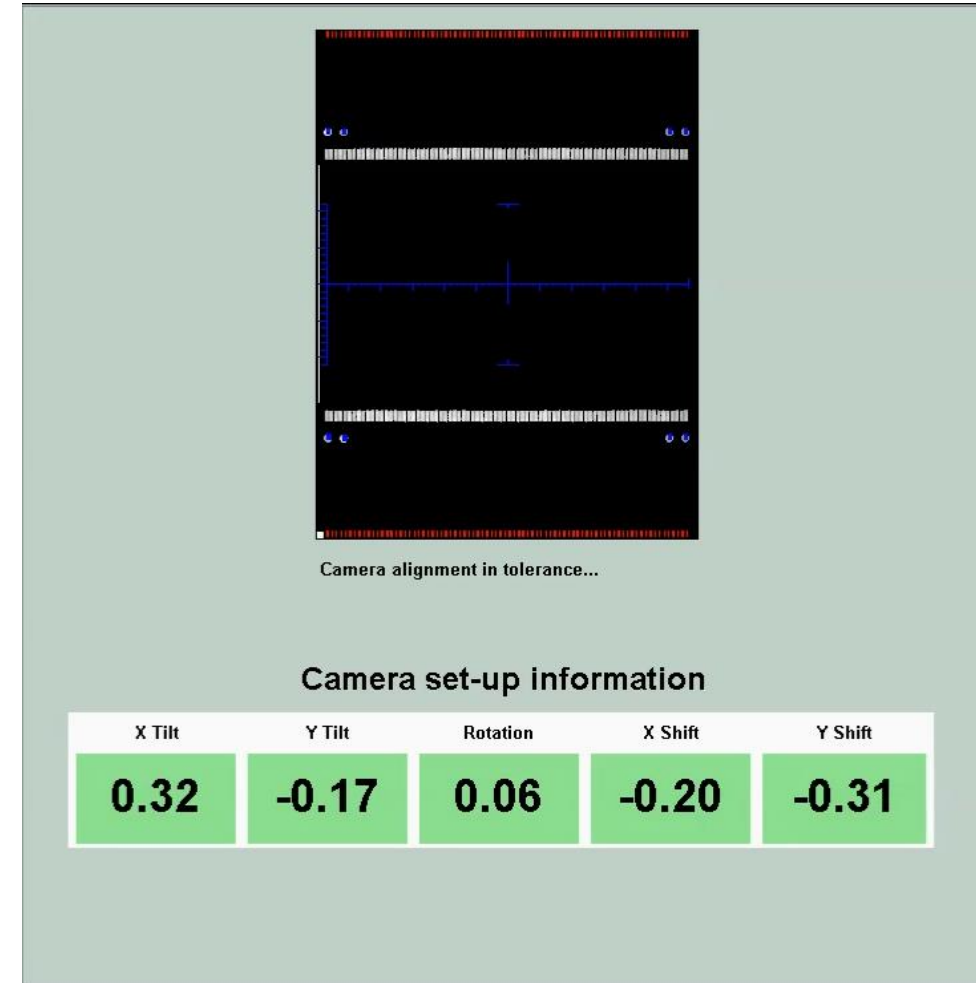 Camera alignment in tolerance...
Camera set-up information
X Tilt Y Tilt Rotation X Shift Y Shift
0.32 -0.17 0.06 -0.20 -0.31